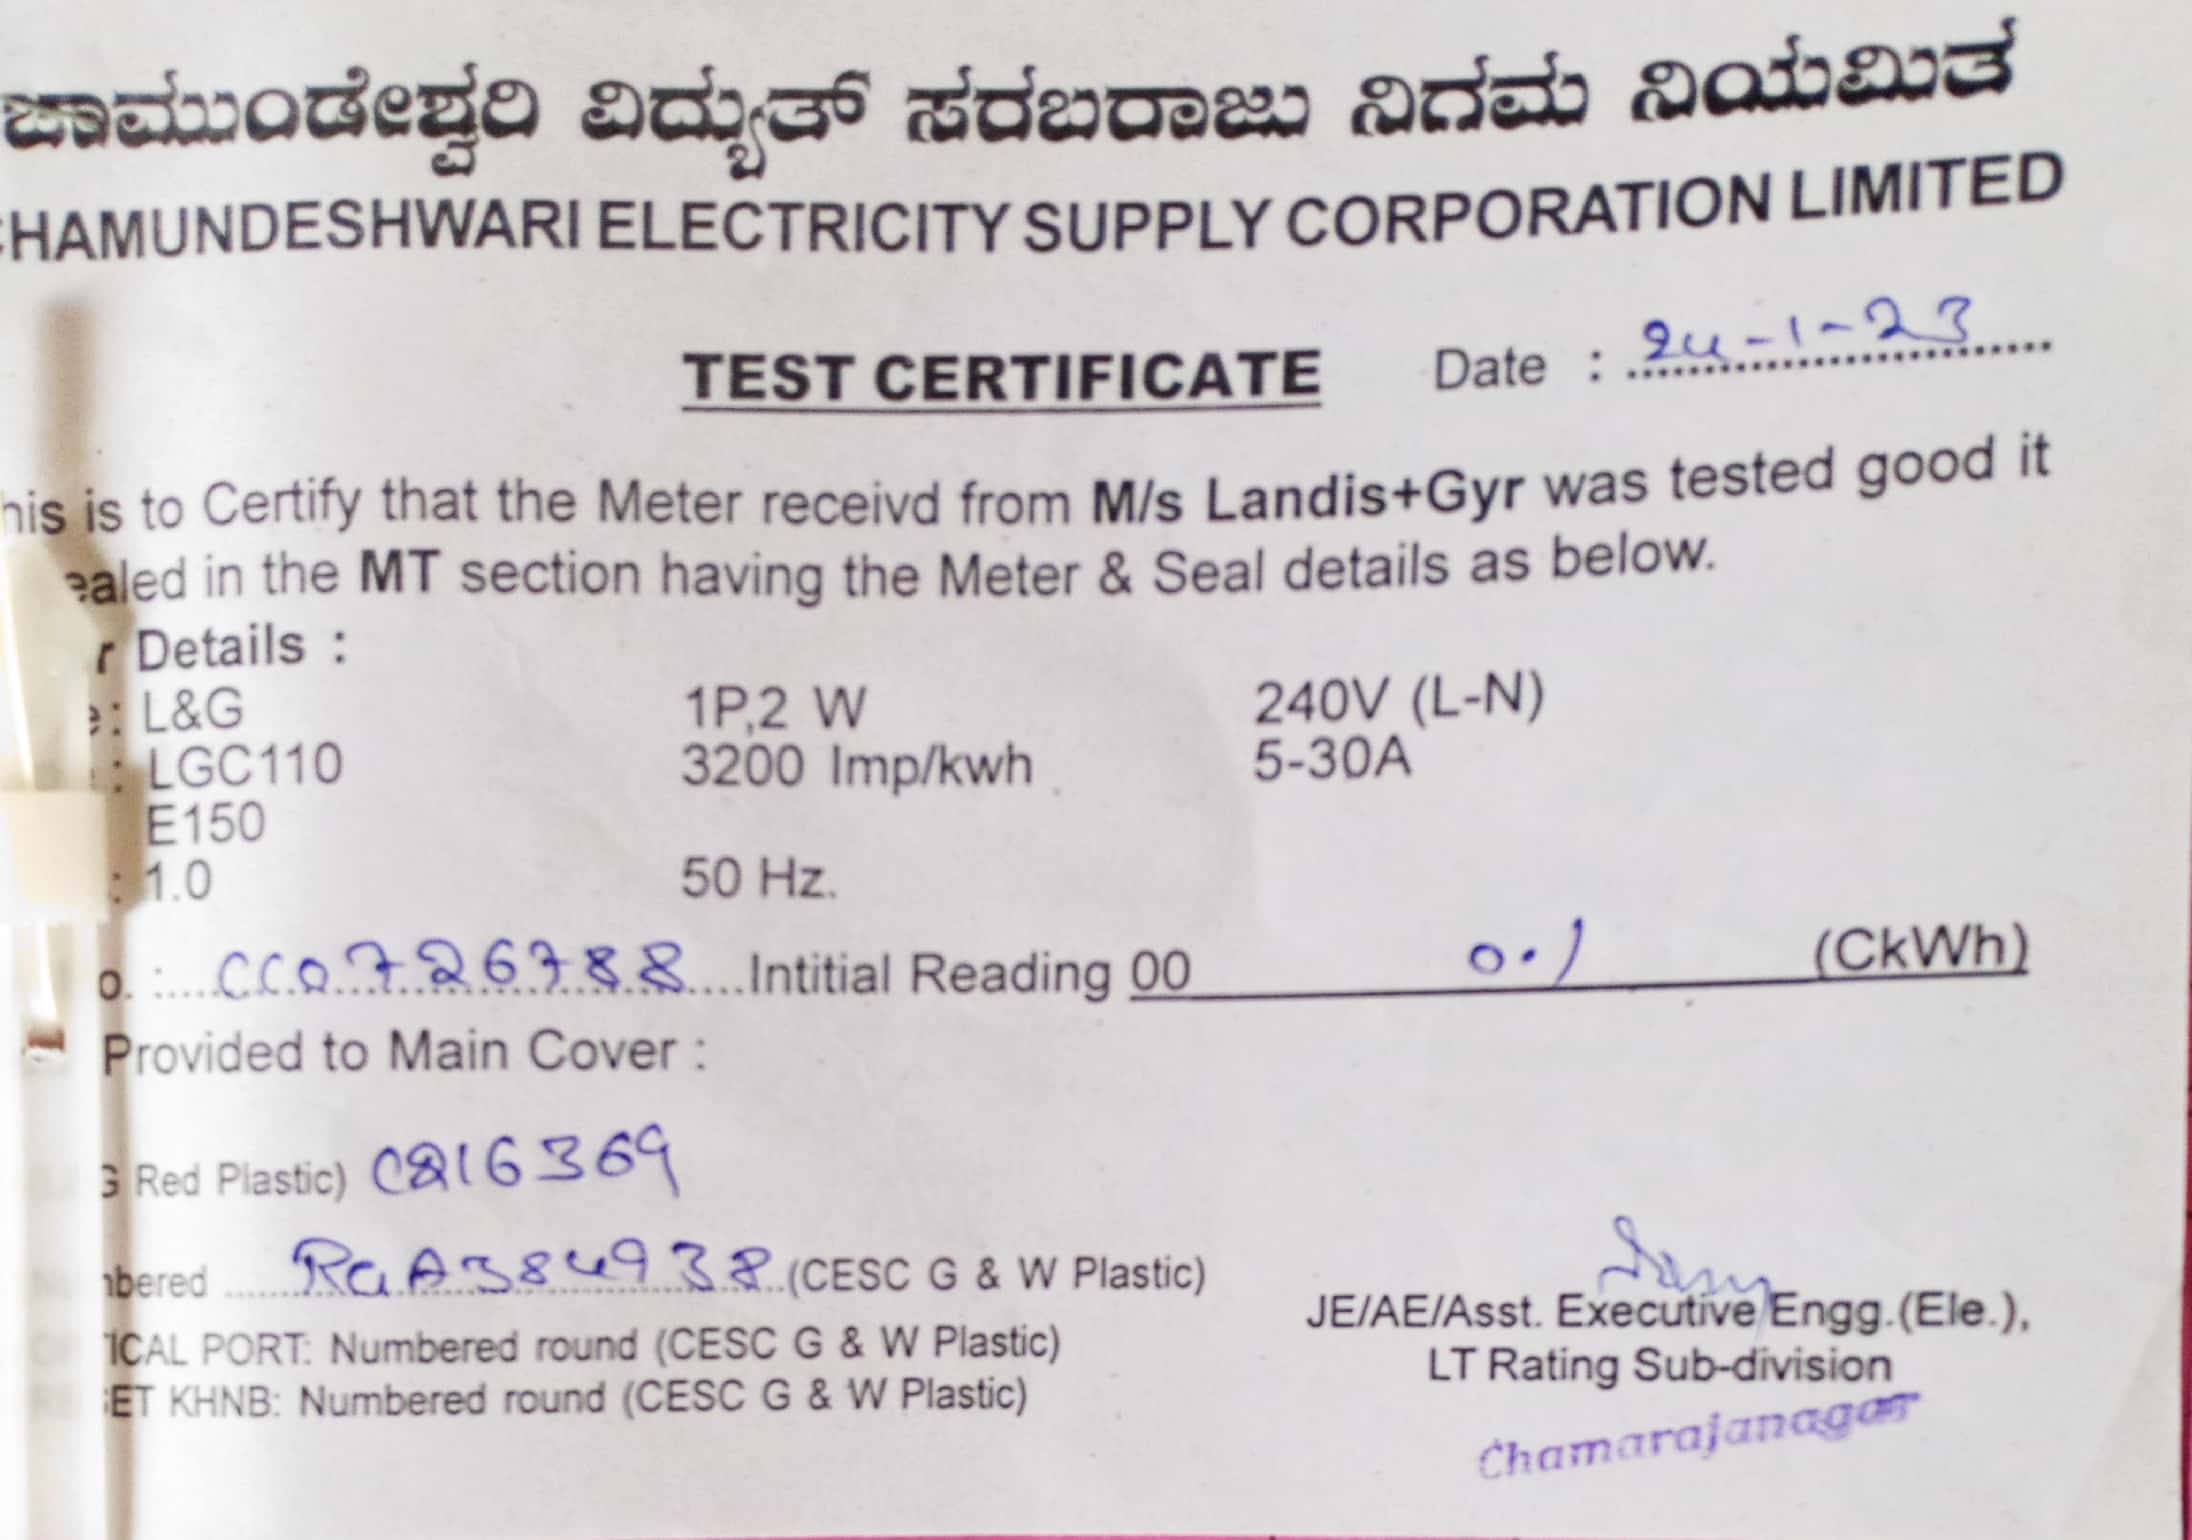 ಚಾಮುಂಡೇಶ್ವರಿ ವಿದ್ಯುತ್ ಸರಬರಾಜು ನಿಗಮ ನಿಯಮಿತ
CHAMUNDESHWARI ELECTRICITY SUPPLY CORPORATION LIMITED
TEST CERTIFICATE Date : 24-1-23
his is to Certify that the Meter receivd from M/s Landis+Gyr was tested good it
ealed in the MT section having the Meter & Seal details as below.
r Details :
e: L&G 1P,2 W 240V (L-N)
: LGC110 3200 Imp/kwh 5-30A
E150
: 1.0 50 Hz.
o. :....CC0726788....Intitial Reading 00 0.1 (CkWh)
Provided to Main Cover :
G Red Plastic) C2216369
nbered ........RGA384938..(CESC G & W Plastic)
ICAL PORT: Numbered round (CESC G & W Plastic)
ET KHNB: Numbered round (CESC G & W Plastic)
JE/AE/Asst. Executive Engg.(Ele.),
LT Rating Sub-division
Chamarajanagar